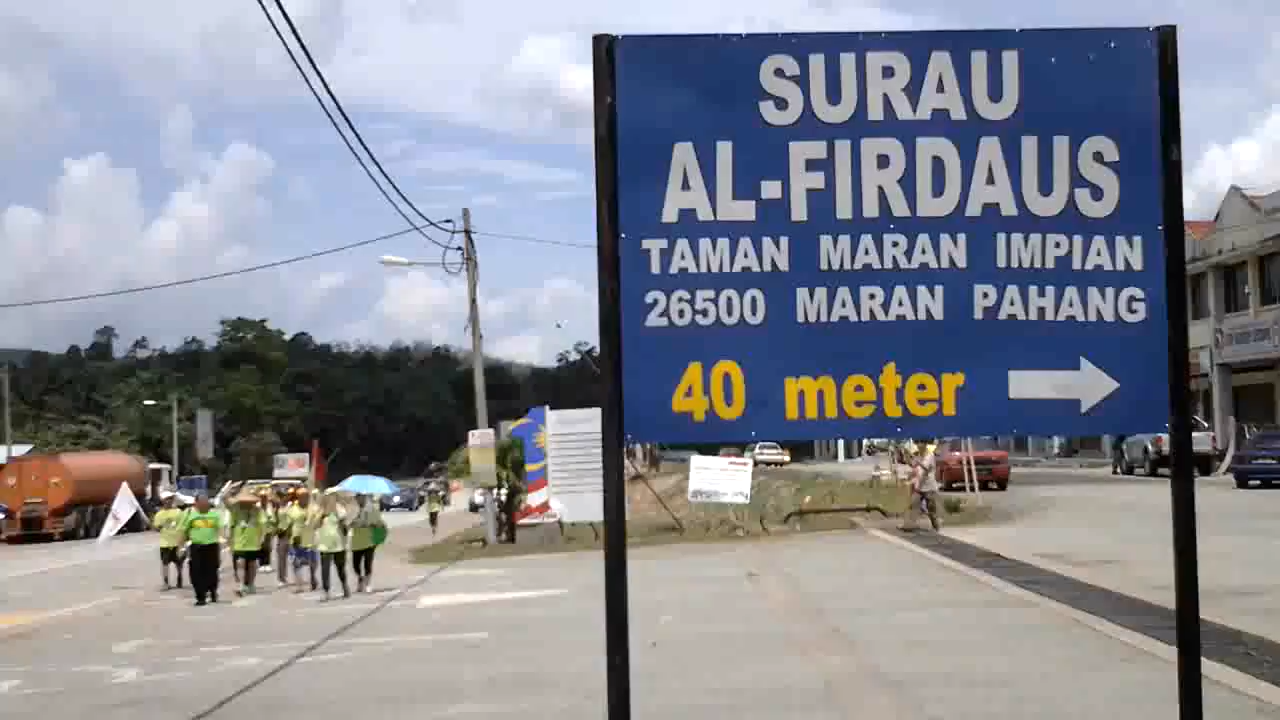 SURAU
AL-FIRDAUS
TAMAN MARAN IMPIAN
26500 MARAN PAHANG
40 meter